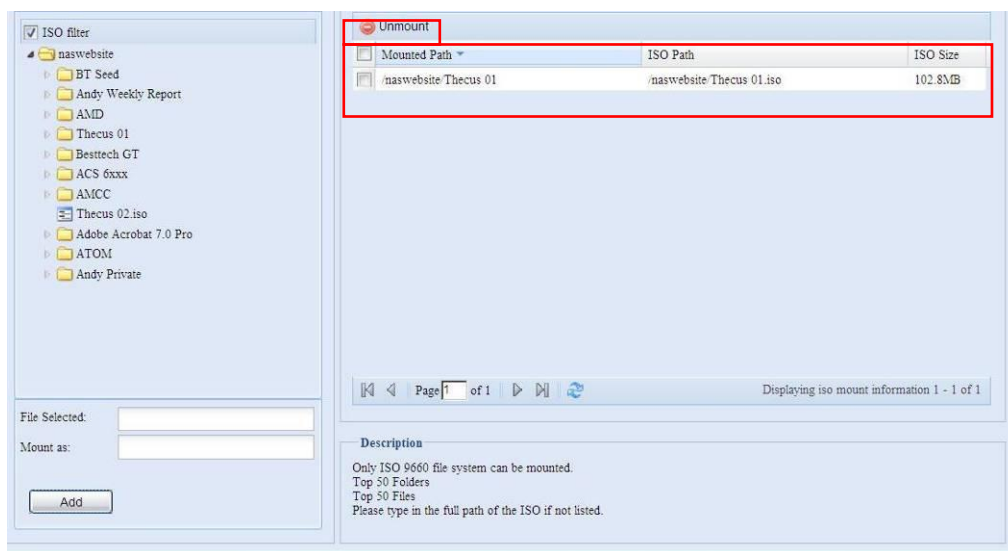 ISO filter
naswebsite
BT Seed
Andy Weekly Report
AMD
Thecus 01
Besttech GT
ACS 6xxx
AMCC
Thecus 02.iso
Adobe Acrobat 7.0 Pro
ATOM
Andy Private
File Selected:
Mount as:
Add
Unmount
Mounted Path ISO Path ISO Size
/naswebsite/Thecus 01 /naswebsite/Thecus 01.iso 102.8MB
Page 1 of 1 Displaying iso mount information 1 - 1 of 1
Description
Only ISO 9660 file system can be mounted.
Top 50 Folders
Top 50 Files
Please type in the full path of the ISO if not listed.